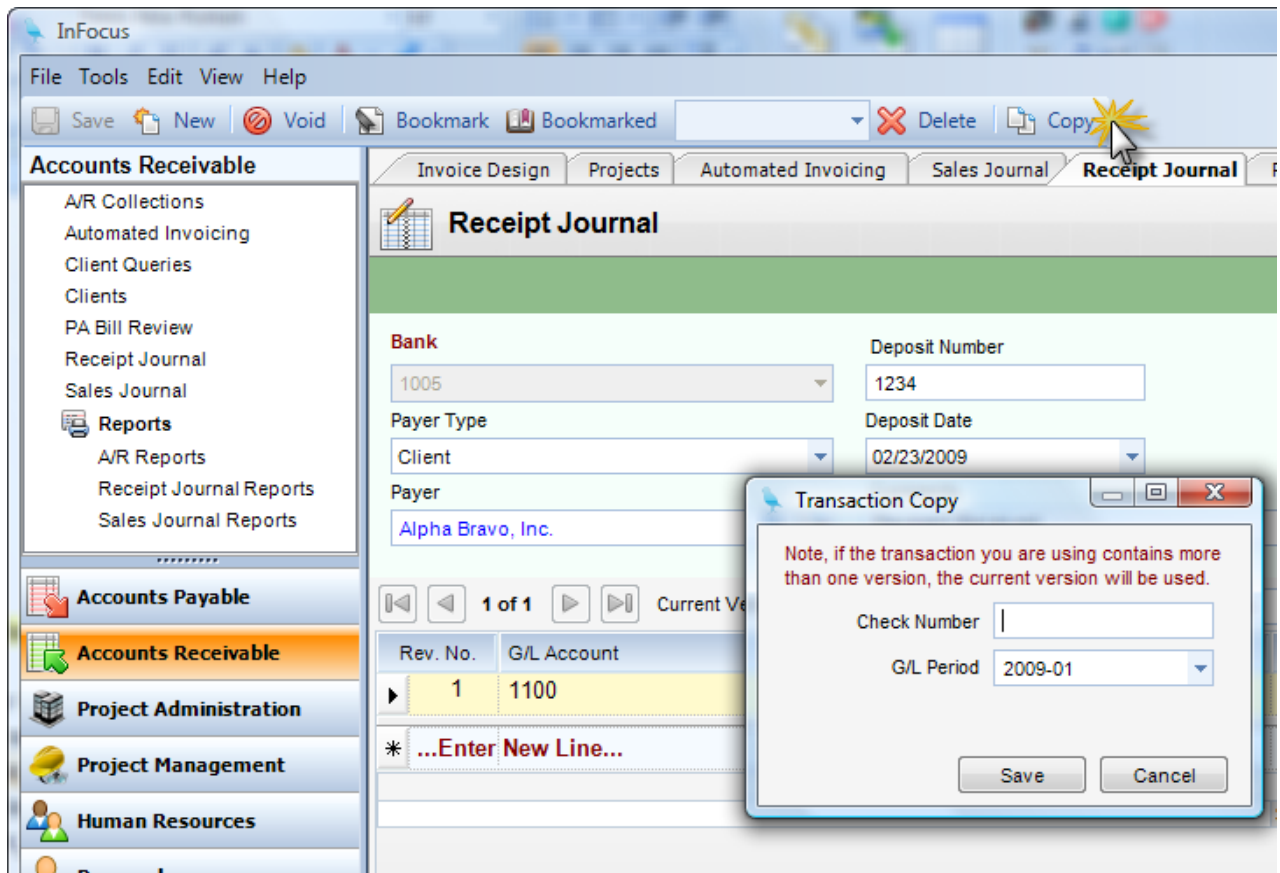 InFocus
File Tools Edit View Help
Save New Void Bookmark Bookmarked Delete Copy
Accounts Receivable
A/R Collections
Automated Invoicing
Client Queries
Clients
PA Bill Review
Receipt Journal
Sales Journal
Reports
A/R Reports
Receipt Journal Reports
Sales Journal Reports
Accounts Payable
Accounts Receivable
Project Administration
Project Management
Human Resources
Invoice Design Projects Automated Invoicing Sales Journal Receipt Journal
Receipt Journal
Bank Deposit Number
1005 1234
Payer Type Deposit Date
Client 02/23/2009
Payer
Alpha Bravo, Inc.
1 of 1 Current
Rev. No. G/L Account
1 1100
...Enter New Line...
Transaction Copy
Note, if the transaction you are using contains more
than one version, the current version will be used.
Check Number
G/L Period 2009-01
Save Cancel